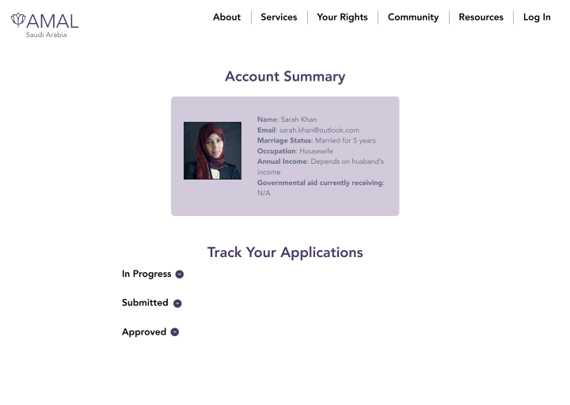 AMAL
Saudi Arabia
About
Services
Your Rights
Community
Resources
Log In
Account Summary
Name: Sarah Khan
Email: sarah.khan@outlook.com
Marriage Status: Married for 5 years
Occupation: Housewife
Annual Income: Depends on husband's
income
Governmental aid currently receiving:
N/A
Track Your Applications
In Progress
Submitted
Approved